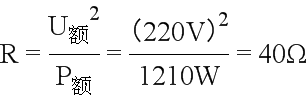 R = U额² / P额 = (220V)² / 1210W = 40Ω